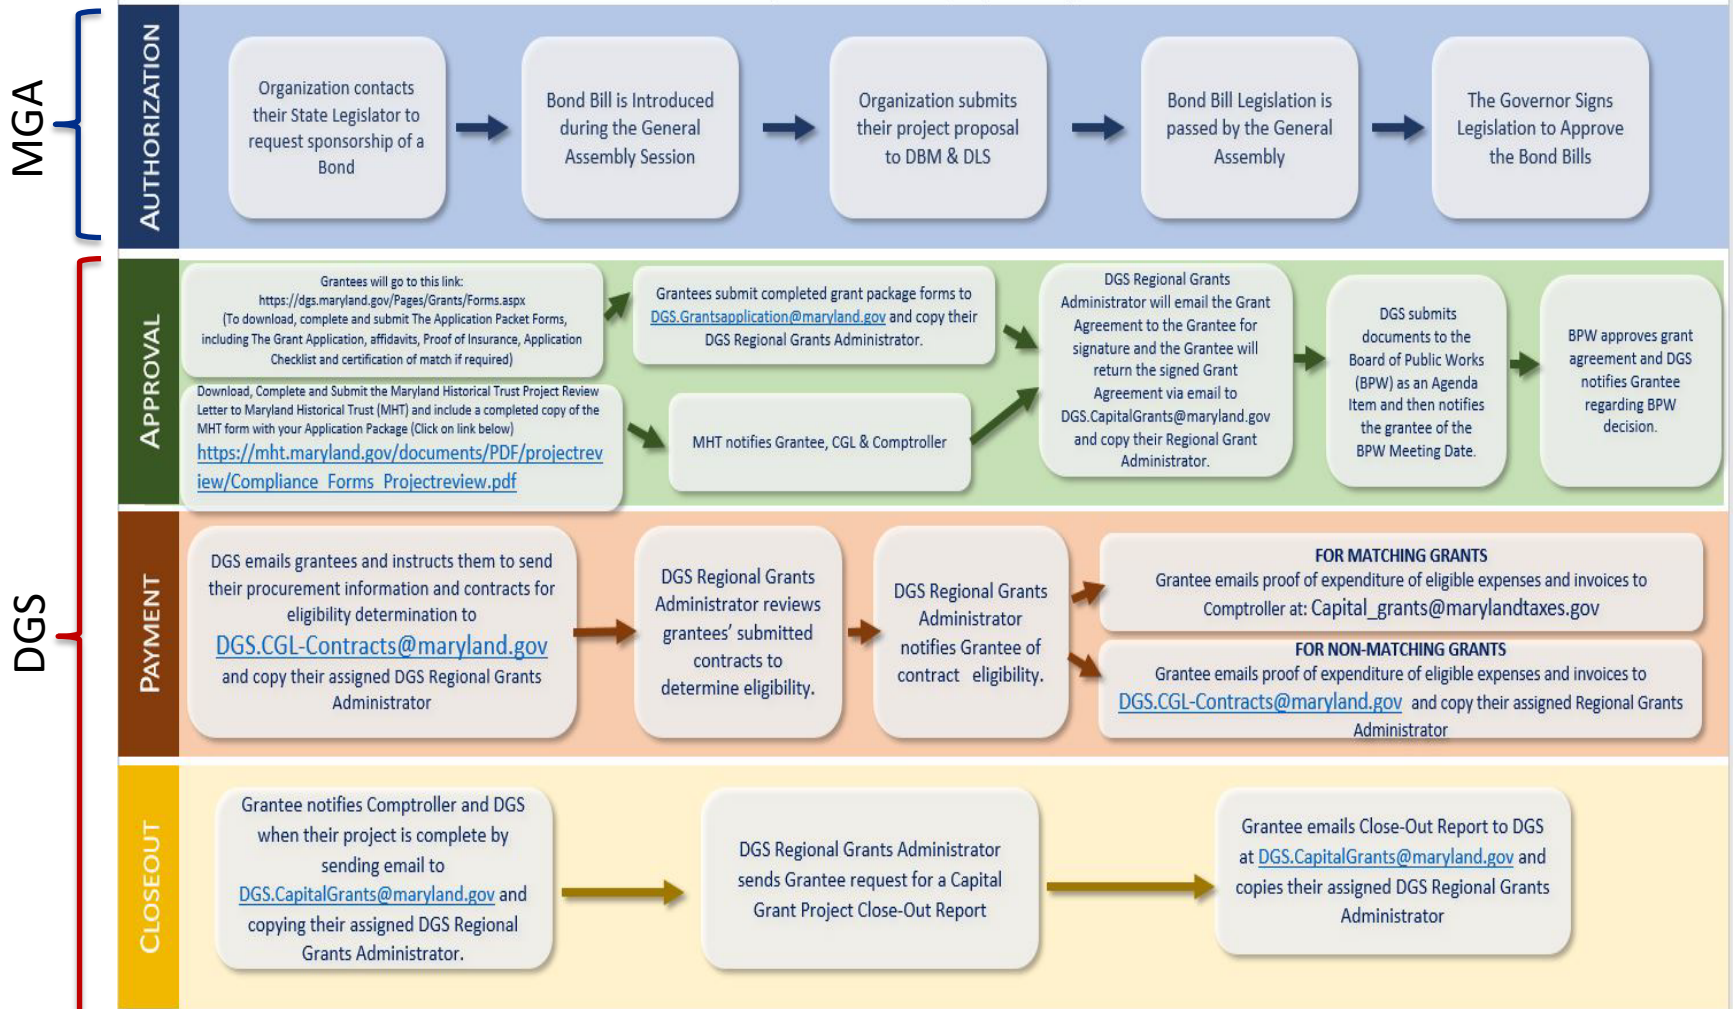 MGA
AUTHORIZATION
Organization contacts
their State Legislator to
request sponsorship of a
Bond
Bond Bill is Introduced
during the General
Assembly Session
Organization submits
their project proposal
to DBM & DLS
Bond Bill Legislation is
passed by the General
Assembly
The Governor Signs
Legislation to Approve
the Bond Bills
DGS
APPROVAL
Grantees will go to this link:
https://dgs.maryland.gov/Pages/Grants/Forms.aspx
(To download, complete and submit The Application Packet Forms,
including The Grant Application, affidavits, Proof of Insurance, Application
Checklist and certification of match if required)
Download, Complete and Submit the Maryland Historical Trust Project Review
Letter to Maryland Historical Trust (MHT) and include a completed copy of the
MHT form with your Application Package (Click on link below)
https://mht.maryland.gov/documents/PDF/projectrev
iew/Compliance_Forms_Projectreview.pdf
Grantees submit completed grant package forms to
DGS.Grantsapplication@maryland.gov and copy their
DGS Regional Grants Administrator.
MHT notifies Grantee, CGL & Comptroller
DGS Regional Grants
Administrator will email the Grant
Agreement to the Grantee for
signature and the Grantee will
return the signed Grant
Agreement via email to
DGS.CapitalGrants@maryland.gov
and copy their Regional Grant
Administrator.
DGS submits
documents to the
Board of Public Works
(BPW) as an Agenda
Item and then notifies
the grantee of the
BPW Meeting Date.
BPW approves grant
agreement and DGS
notifies Grantee
regarding BPW
decision.
PAYMENT
DGS emails grantees and instructs them to send
their procurement information and contracts for
eligibility determination to
DGS.CGL-Contracts@maryland.gov
and copy their assigned DGS Regional Grants
Administrator
DGS Regional Grants
Administrator reviews
grantees’ submitted
contracts to
determine eligibility.
DGS Regional Grants
Administrator
notifies Grantee of
contract eligibility.
FOR MATCHING GRANTS
Grantee emails proof of expenditure of eligible expenses and invoices to
Comptroller at: Capital_grants@marylandtaxes.gov
FOR NON-MATCHING GRANTS
Grantee emails proof of expenditure of eligible expenses and invoices to
DGS.CGL-Contracts@maryland.gov and copy their assigned Regional Grants
Administrator
CLOSEOUT
Grantee notifies Comptroller and DGS
when their project is complete by
sending email to
DGS.CapitalGrants@maryland.gov and
copying their assigned DGS Regional
Grants Administrator.
DGS Regional Grants Administrator
sends Grantee request for a Capital
Grant Project Close-Out Report
Grantee emails Close-Out Report to DGS
at DGS.CapitalGrants@maryland.gov and
copies their assigned DGS Regional Grants
Administrator